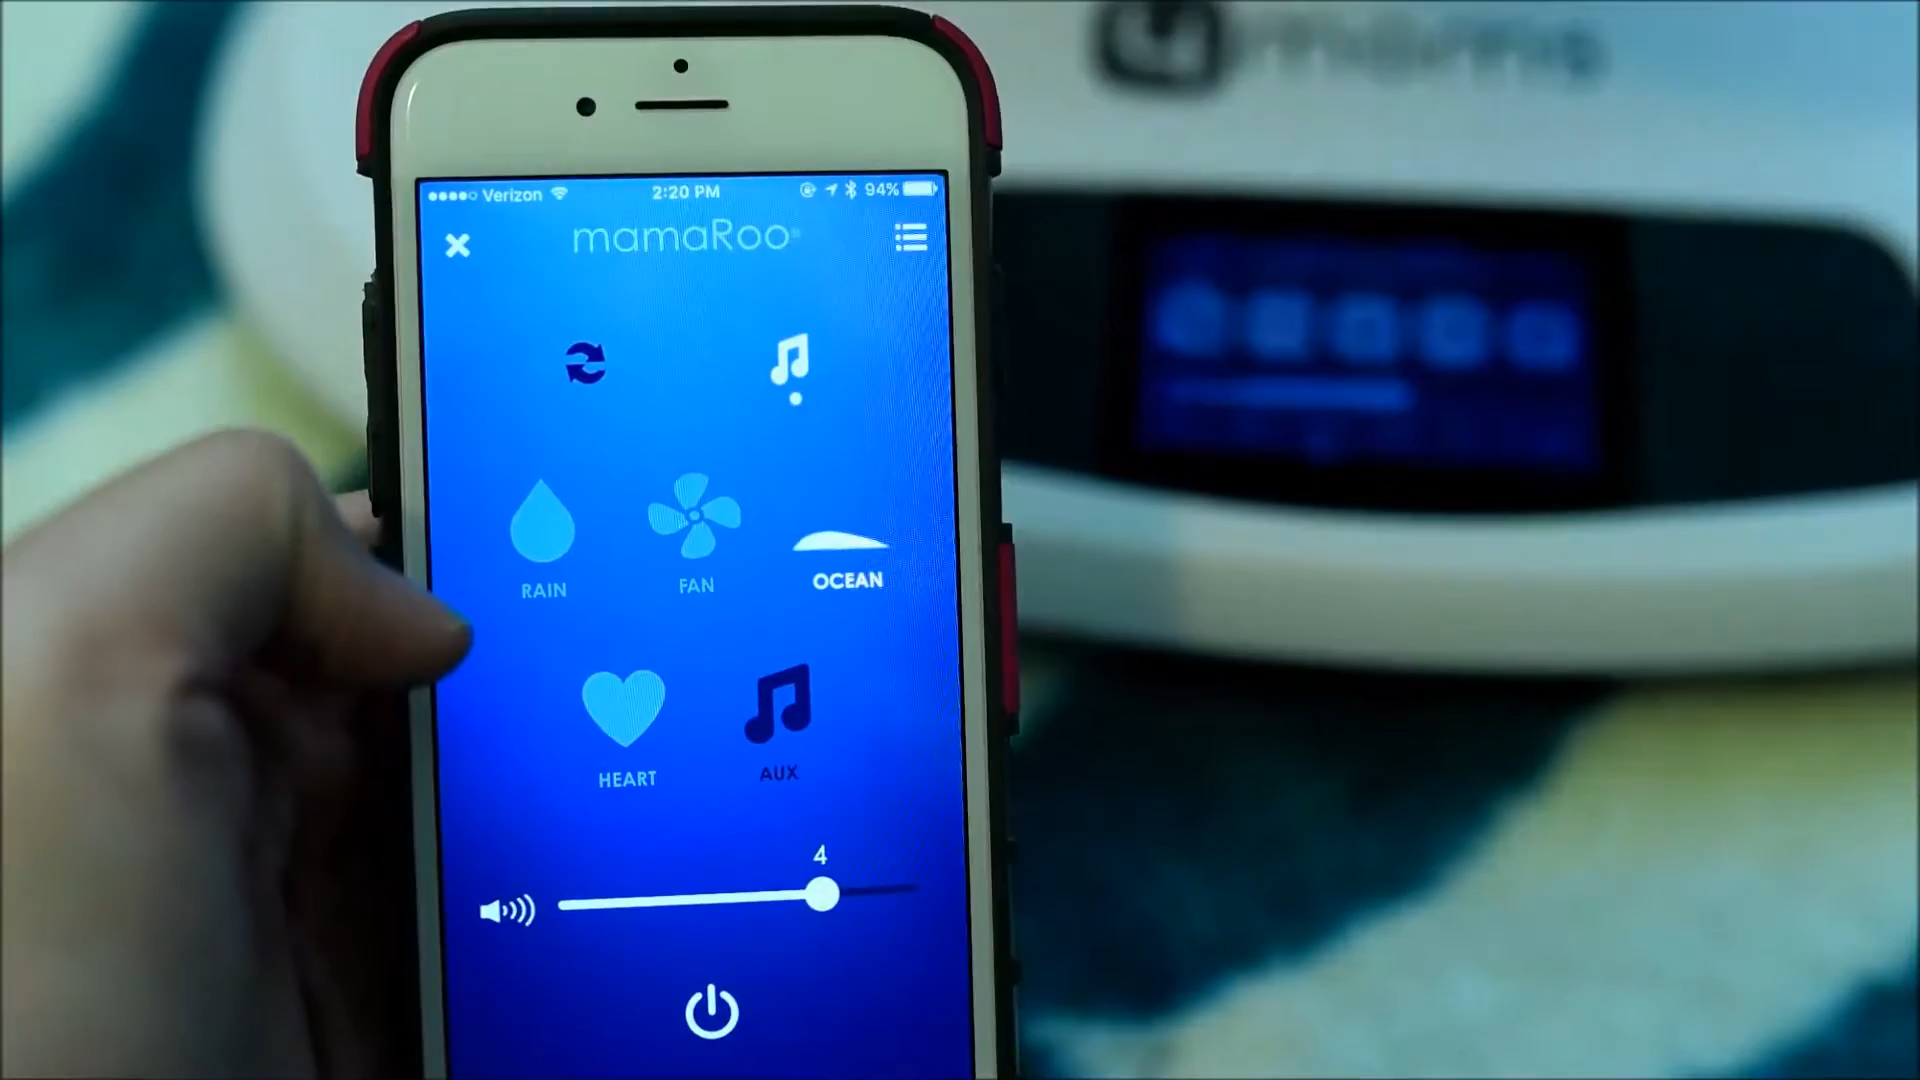 Verizon 2:20 PM 94%
mamaRoo
RAIN FAN OCEAN
HEART AUX
4